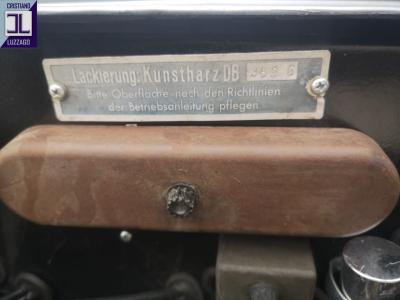 CRISTIANO
LUZZAGO
Lackierung: Kunstharz DB
Bitte Oberfläche nach den Richtlinien
der Betriebsanleitung pflegen